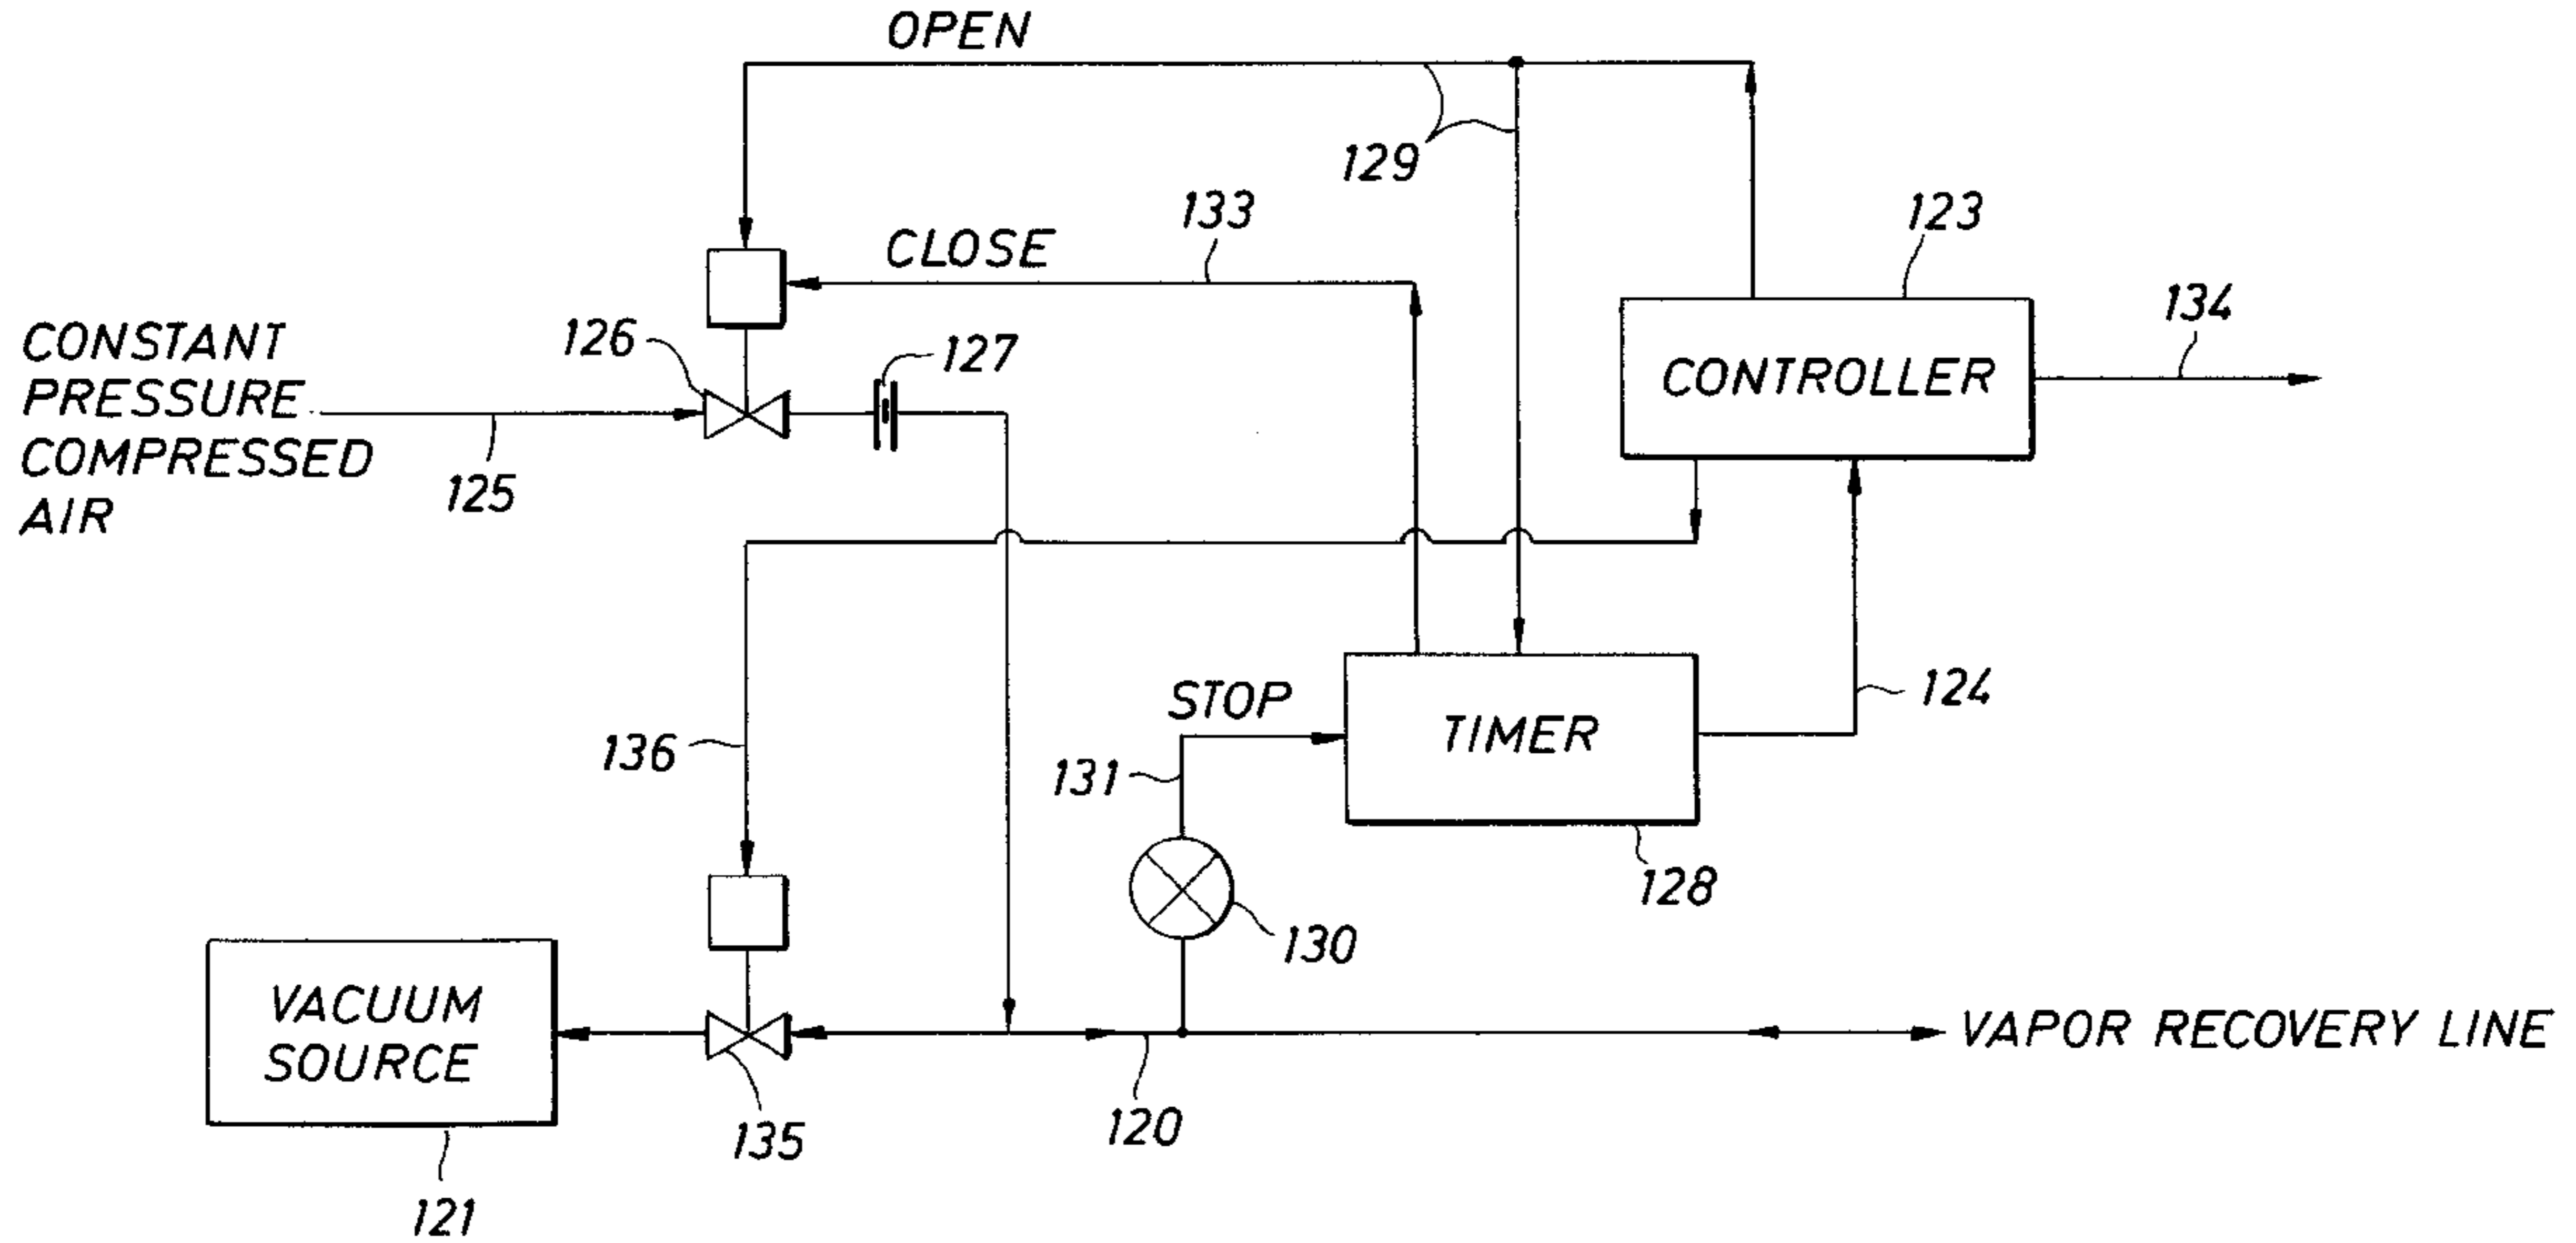 OPEN
129
133
CLOSE
123
134
CONSTANT
PRESSURE
COMPRESSED
AIR
126
127
CONTROLLER
125
124
STOP
TIMER
136
131
128
130
VACUUM
SOURCE
VAPOR RECOVERY LINE
135
120
121